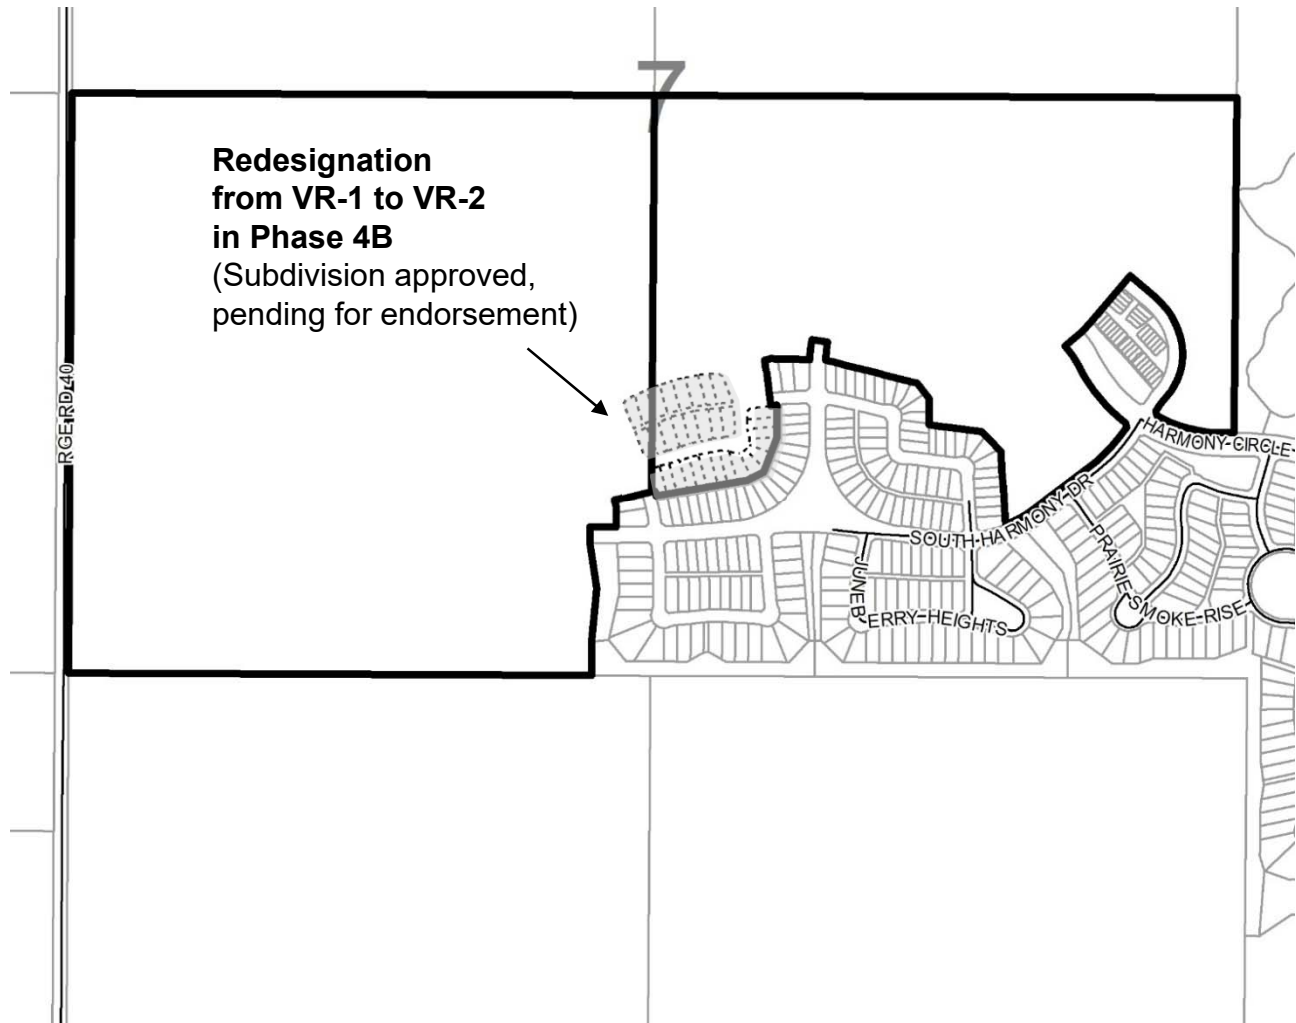 7
Redesignation
from VR-1 to VR-2
in Phase 4B
(Subdivision approved,
pending for endorsement)
RGE RD 40
HARMONY CIRCLE
SOUTH HARMONY DR
PRAIRIE SMOKE RISE
JUNEBERRY HEIGHTS